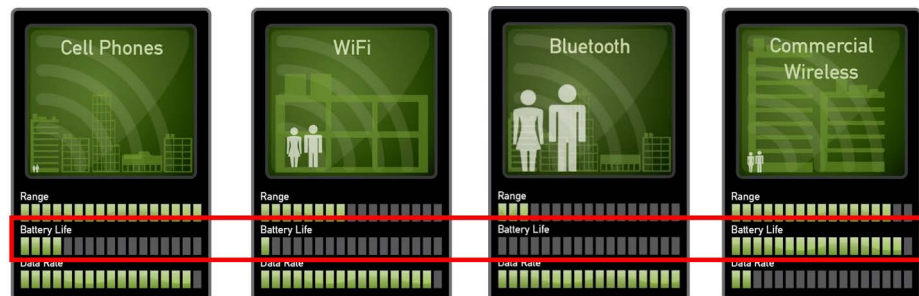 Cell Phones
Range
Battery Life
Data Rate
WiFi
Range
Battery Life
Data Rate
Bluetooth
Range
Battery Life
Data Rate
Commercial
Wireless
Range
Battery Life
Data Rate